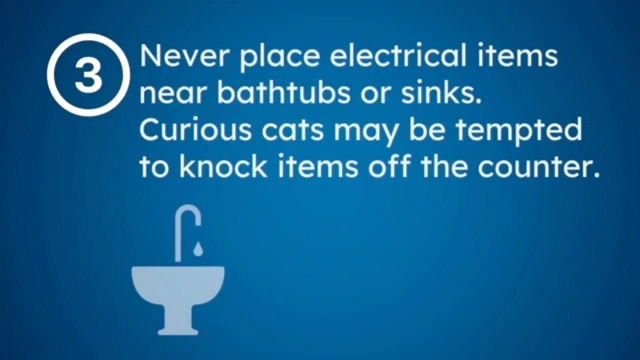 3
Never place electrical items
near bathtubs or sinks.
Curious cats may be tempted
to knock items off the counter.